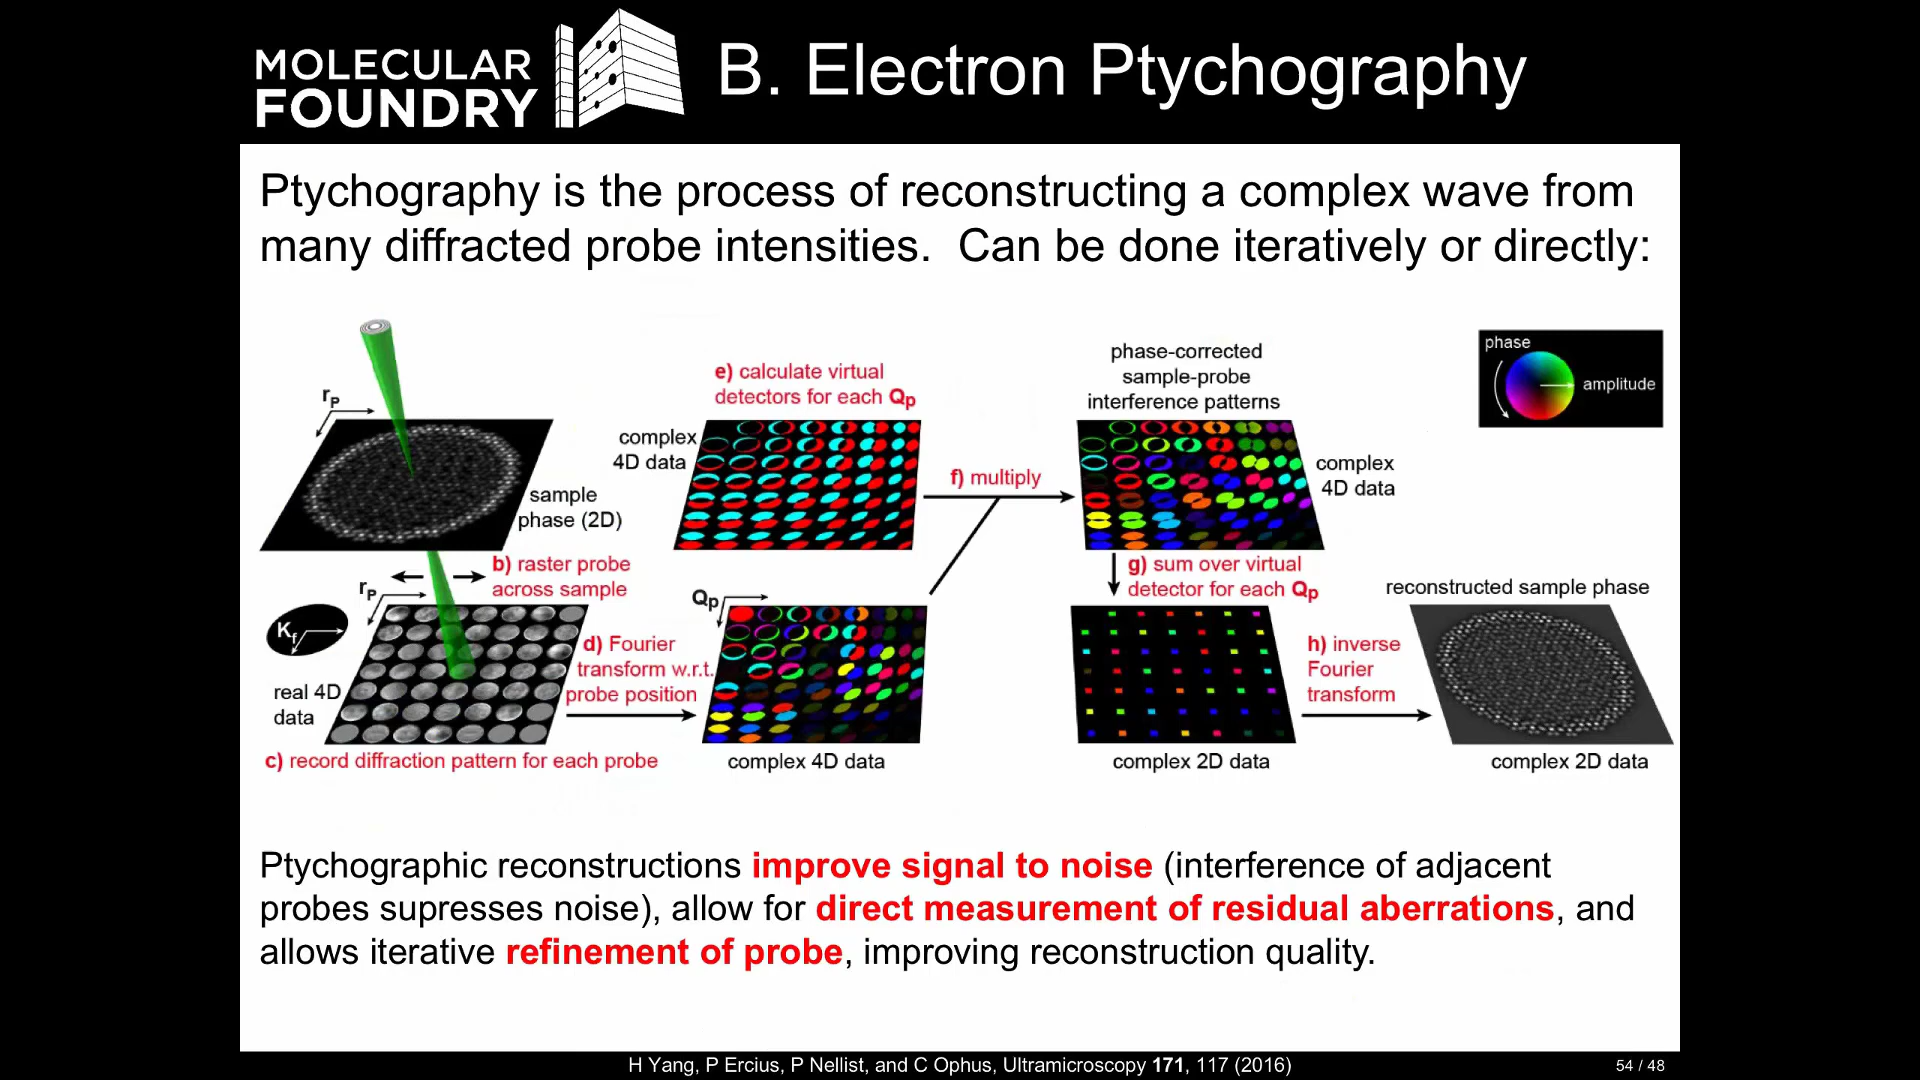 MOLECULAR
FOUNDRY
B. Electron Ptychography
Ptychography is the process of reconstructing a complex wave from
many diffracted probe intensities. Can be done iteratively or directly:
rP
sample
phase (2D)
b) raster probe
across sample
rP
Kf
real 4D
data
c) record diffraction pattern for each probe
d) Fourier
transform w.r.t.
probe position
e) calculate virtual
detectors for each Qp
complex
4D data
Qp
complex 4D data
f) multiply
phase-corrected
sample-probe
interference patterns
complex
4D data
g) sum over virtual
detector for each Qp
complex 2D data
h) inverse
Fourier
transform
reconstructed sample phase
complex 2D data
phase
amplitude
Ptychographic reconstructions improve signal to noise (interference of adjacent
probes supresses noise), allow for direct measurement of residual aberrations, and
allows iterative refinement of probe, improving reconstruction quality.
H Yang, P Ercius, P Nellist, and C Ophus, Ultramicroscopy 171, 117 (2016)
54 / 48